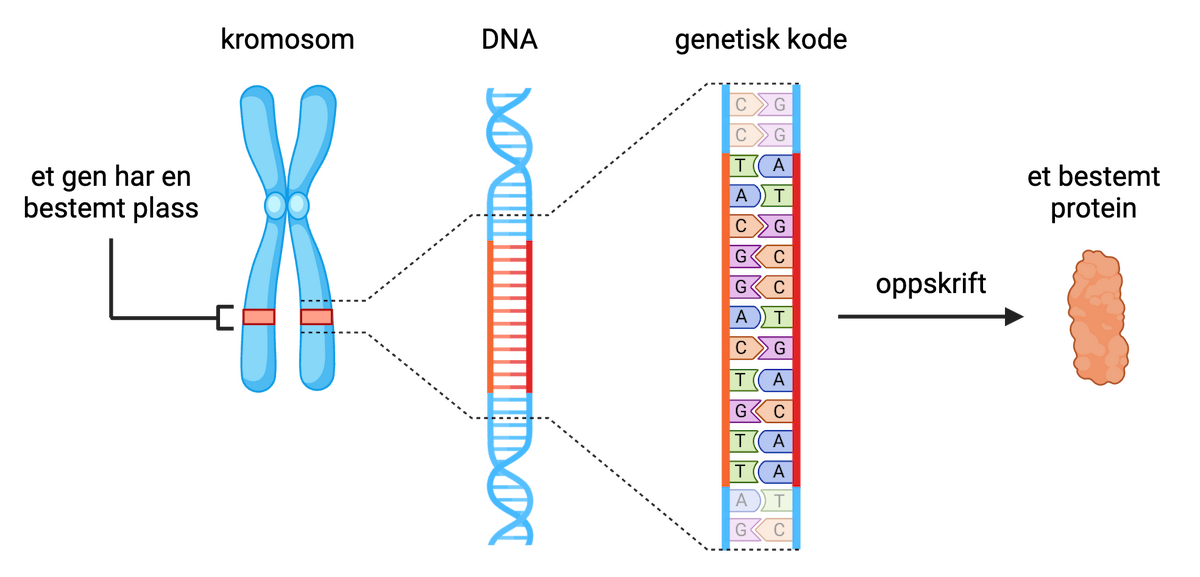 kromosom
DNA
genetisk kode
et gen har en
bestemt plass
C G
C G
T A
A T
C G
G C
G C
A T
C G
T A
G C
T A
T A
A T
G C
oppskrift
et bestemt
protein